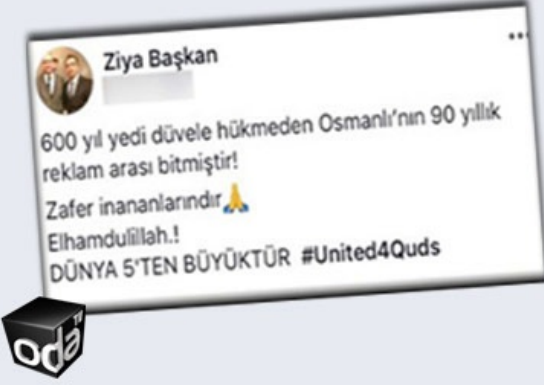 Ziya Başkan
600 yıl yedi düvele hükmeden Osmanlı'nın 90 yıllık
reklam arası bitmiştir!
Zafer inananlarındır🙏
Elhamdulillah.!
DÜNYA 5'TEN BÜYÜKTÜR #United4Quds
oda
TV